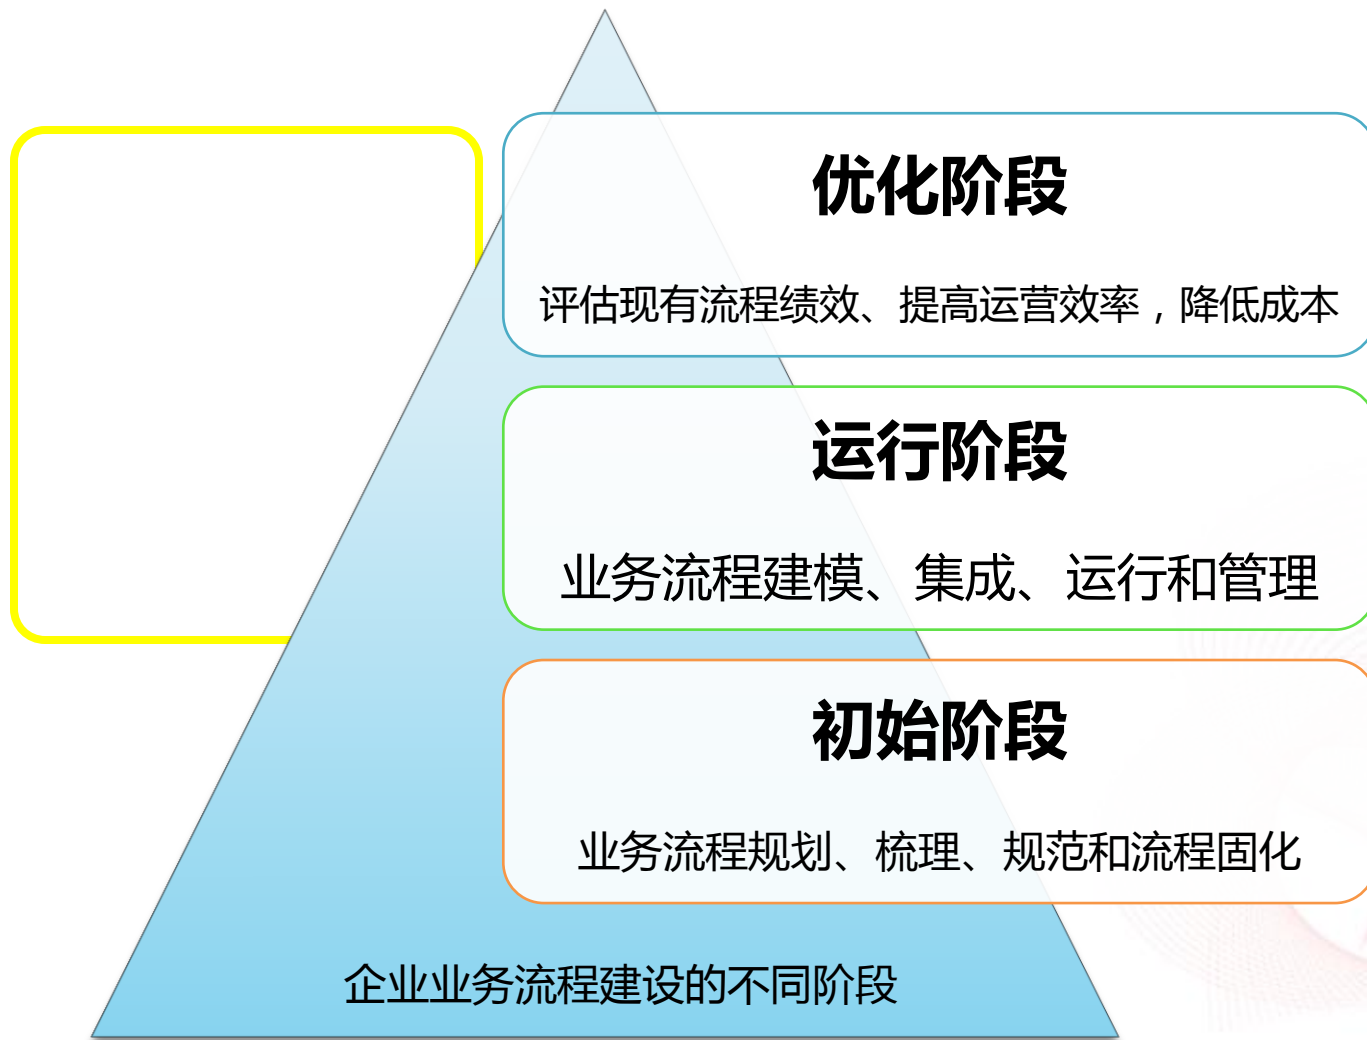 优化阶段
评估现有流程绩效、提高运营效率，降低成本
运行阶段
业务流程建模、集成、运行和管理
初始阶段
业务流程规划、梳理、规范和流程固化
企业业务流程建设的不同阶段